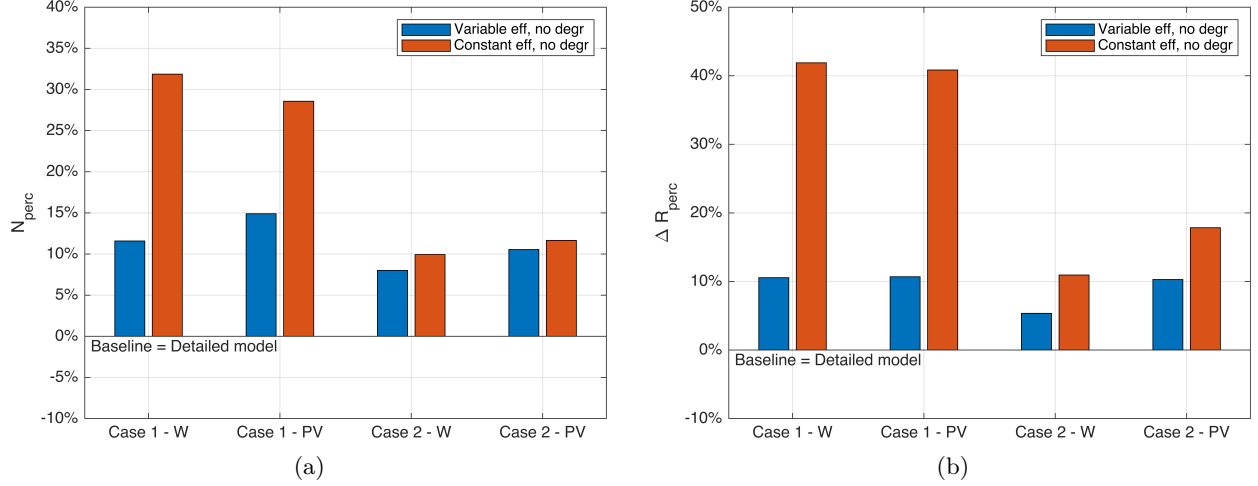 40%
35%
30%
25%
20%
15%
10%
5%
0%
-5%
-10%
N_perc
Variable eff, no degr
Constant eff, no degr
Baseline = Detailed model
Case 1 - W
Case 1 - PV
Case 2 - W
Case 2 - PV
(a)
50%
40%
30%
20%
10%
0%
-10%
Δ R_perc
Variable eff, no degr
Constant eff, no degr
Baseline = Detailed model
Case 1 - W
Case 1 - PV
Case 2 - W
Case 2 - PV
(b)